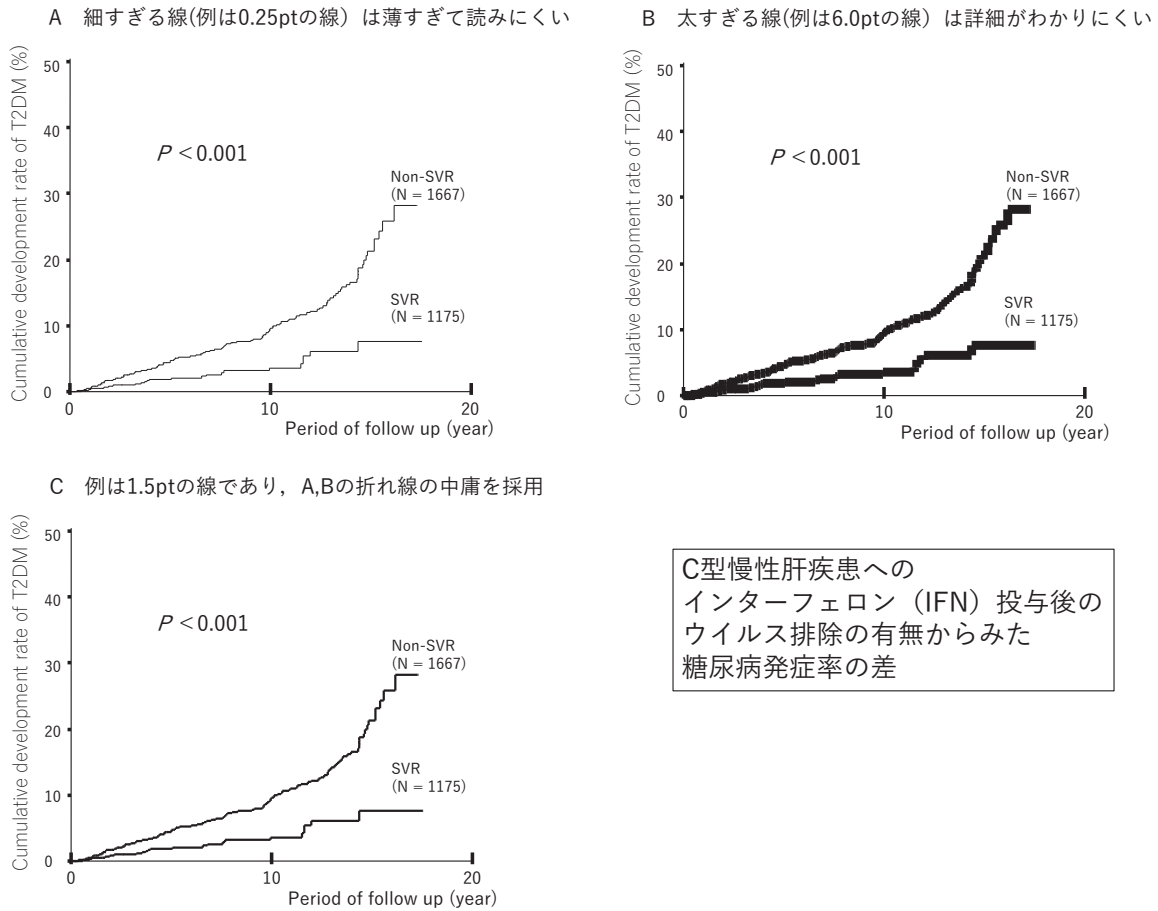 A 細すぎる線(例は0.25ptの線）は薄すぎて読みにくい
Cumulative development rate of T2DM (%)
50
40
30
20
10
0
P＜0.001
Non-SVR
(N = 1667)
SVR
(N = 1175)
0
10
20
Period of follow up (year)
B 太すぎる線(例は6.0ptの線）は詳細がわかりにくい
Cumulative development rate of T2DM (%)
50
40
30
20
10
0
P＜0.001
Non-SVR
(N = 1667)
SVR
(N = 1175)
0
10
20
Period of follow up (year)
C 例は1.5ptの線であり，A,Bの折れ線の中庸を採用
Cumulative development rate of T2DM (%)
50
40
30
20
10
0
P＜0.001
Non-SVR
(N = 1667)
SVR
(N = 1175)
0
10
20
Period of follow up (year)
C型慢性肝疾患への
インターフェロン（IFN）投与後の
ウイルス排除の有無からみた
糖尿病発症率の差